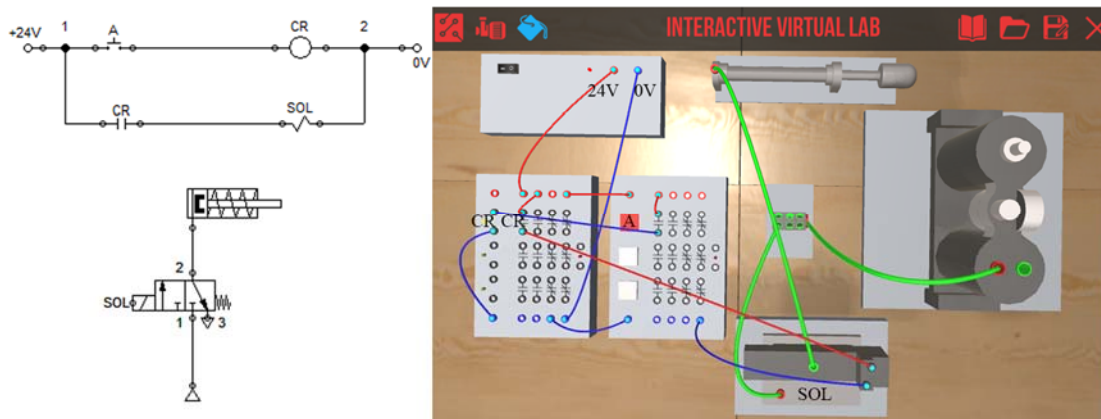 1
2
+24V
A
CR
0V
CR
SOL
2
SOL
1
3
INTERACTIVE VIRTUAL LAB
24V
0V
CR
CR
A
SOL